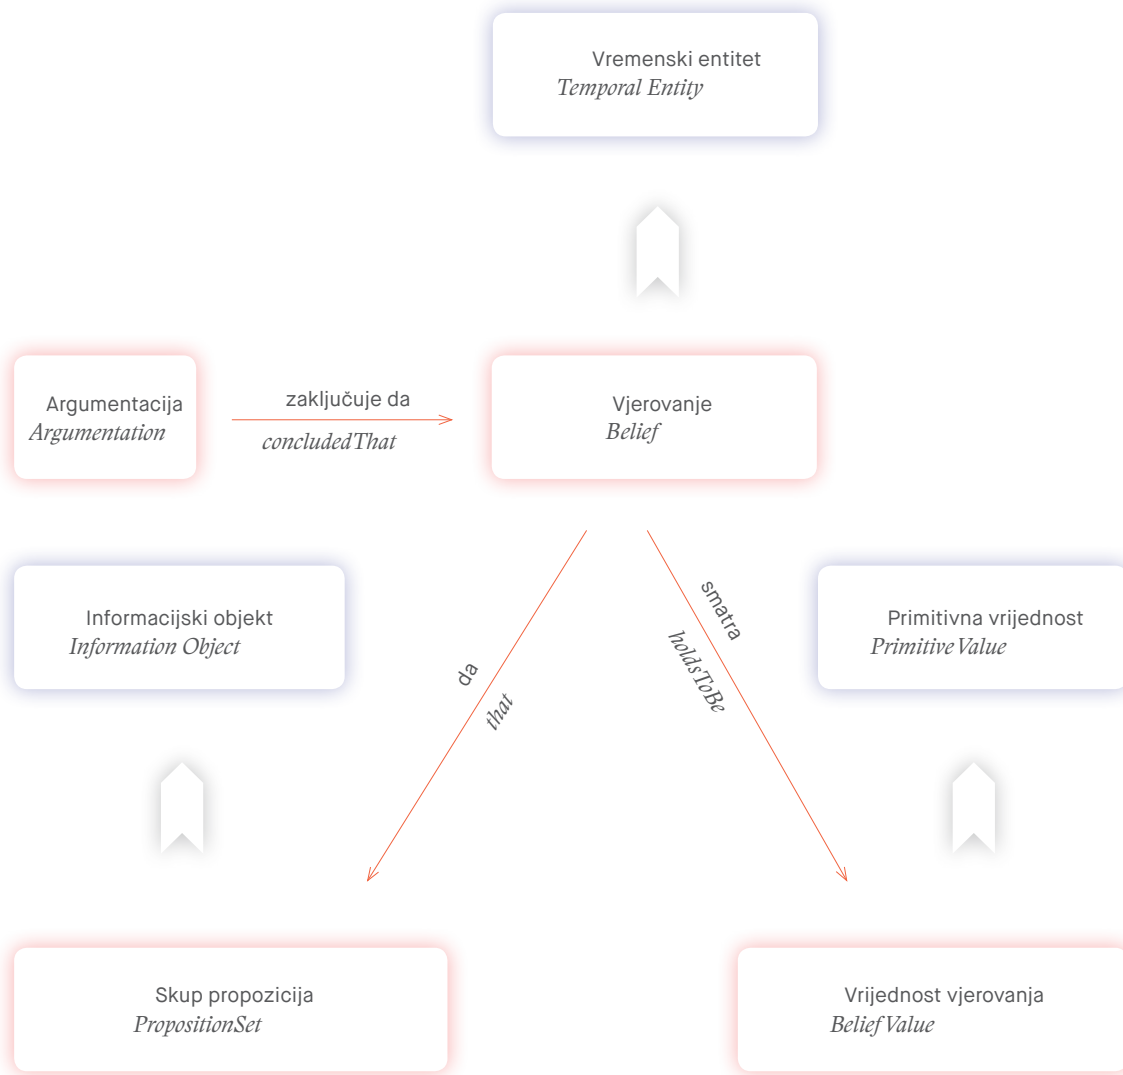 Vremenski entitet
Temporal Entity
Argumentacija
Argumentation
zaključuje da
concludedThat
Vjerovanje
Belief
Informacijski objekt
Information Object
da
that
smatra
holdsToBe
Primitivna vrijednost
Primitive Value
Skup propozicija
PropositionSet
Vrijednost vjerovanja
Belief Value